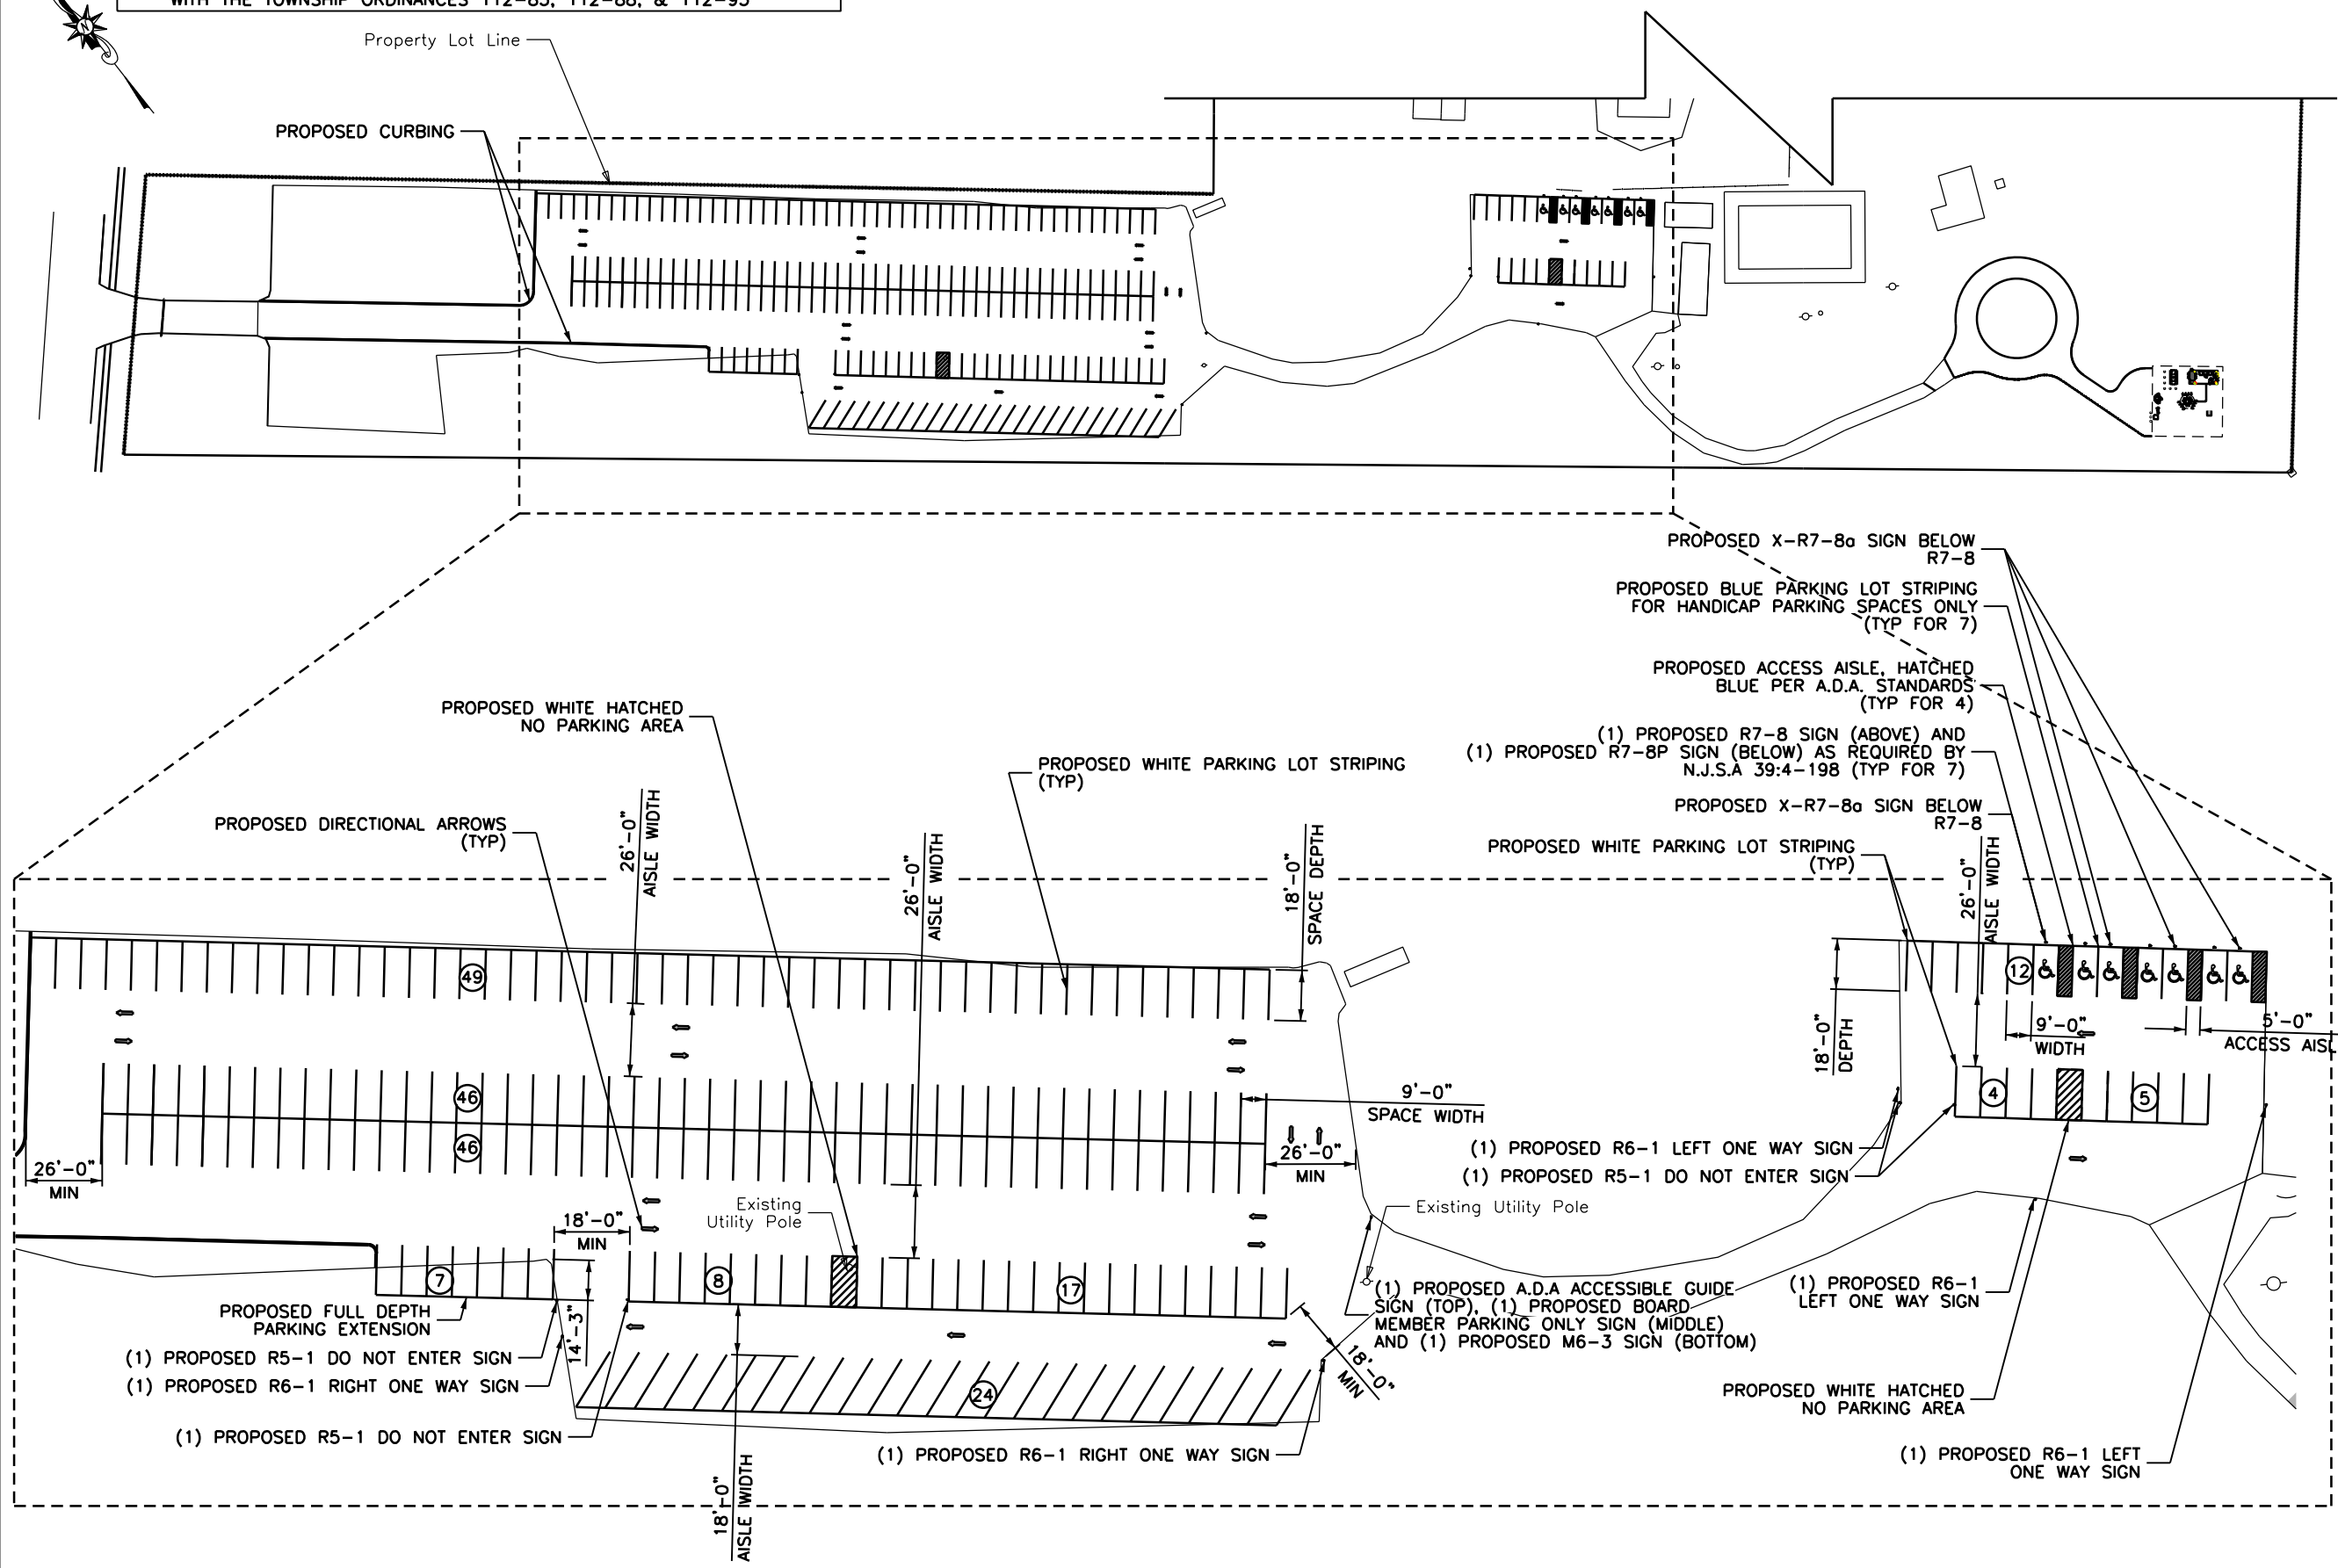 WITH THE TOWNSHIP ORDINANCES 112-85, 112-88, & 112-95
N
Property Lot Line
PROPOSED CURBING
PROPOSED X-R7-8a SIGN BELOW
R7-8
PROPOSED BLUE PARKING LOT STRIPING
FOR HANDICAP PARKING SPACES ONLY
(TYP FOR 7)
PROPOSED ACCESS AISLE, HATCHED
BLUE PER A.D.A. STANDARDS
(TYP FOR 4)
(1) PROPOSED R7-8 SIGN (ABOVE) AND
(1) PROPOSED R7-8P SIGN (BELOW) AS REQUIRED BY
N.J.S.A 39:4-198 (TYP FOR 7)
PROPOSED X-R7-8a SIGN BELOW
R7-8
PROPOSED WHITE PARKING LOT STRIPING
(TYP)
PROPOSED WHITE HATCHED
NO PARKING AREA
PROPOSED WHITE PARKING LOT STRIPING
(TYP)
PROPOSED DIRECTIONAL ARROWS
(TYP)
26'-0"
AISLE WIDTH
26'-0"
AISLE WIDTH
18'-0"
SPACE DEPTH
26'-0"
AISLE WIDTH
49
12
18'-0"
DEPTH
9'-0"
WIDTH
5'-0"
ACCESS AISL
46
46
4
5
9'-0"
SPACE WIDTH
26'-0"
MIN
26'-0"
MIN
(1) PROPOSED R6-1 LEFT ONE WAY SIGN
(1) PROPOSED R5-1 DO NOT ENTER SIGN
Existing
Utility Pole
Existing Utility Pole
18'-0"
MIN
7
8
17
14'-3"
PROPOSED FULL DEPTH
PARKING EXTENSION
(1) PROPOSED A.D.A ACCESSIBLE GUIDE
SIGN (TOP), (1) PROPOSED BOARD
MEMBER PARKING ONLY SIGN (MIDDLE)
AND (1) PROPOSED M6-3 SIGN (BOTTOM)
(1) PROPOSED R6-1
LEFT ONE WAY SIGN
(1) PROPOSED R5-1 DO NOT ENTER SIGN
(1) PROPOSED R6-1 RIGHT ONE WAY SIGN
18'-0"
MIN
24
PROPOSED WHITE HATCHED
NO PARKING AREA
(1) PROPOSED R5-1 DO NOT ENTER SIGN
(1) PROPOSED R6-1 RIGHT ONE WAY SIGN
(1) PROPOSED R6-1 LEFT
ONE WAY SIGN
18'-0"
AISLE WIDTH